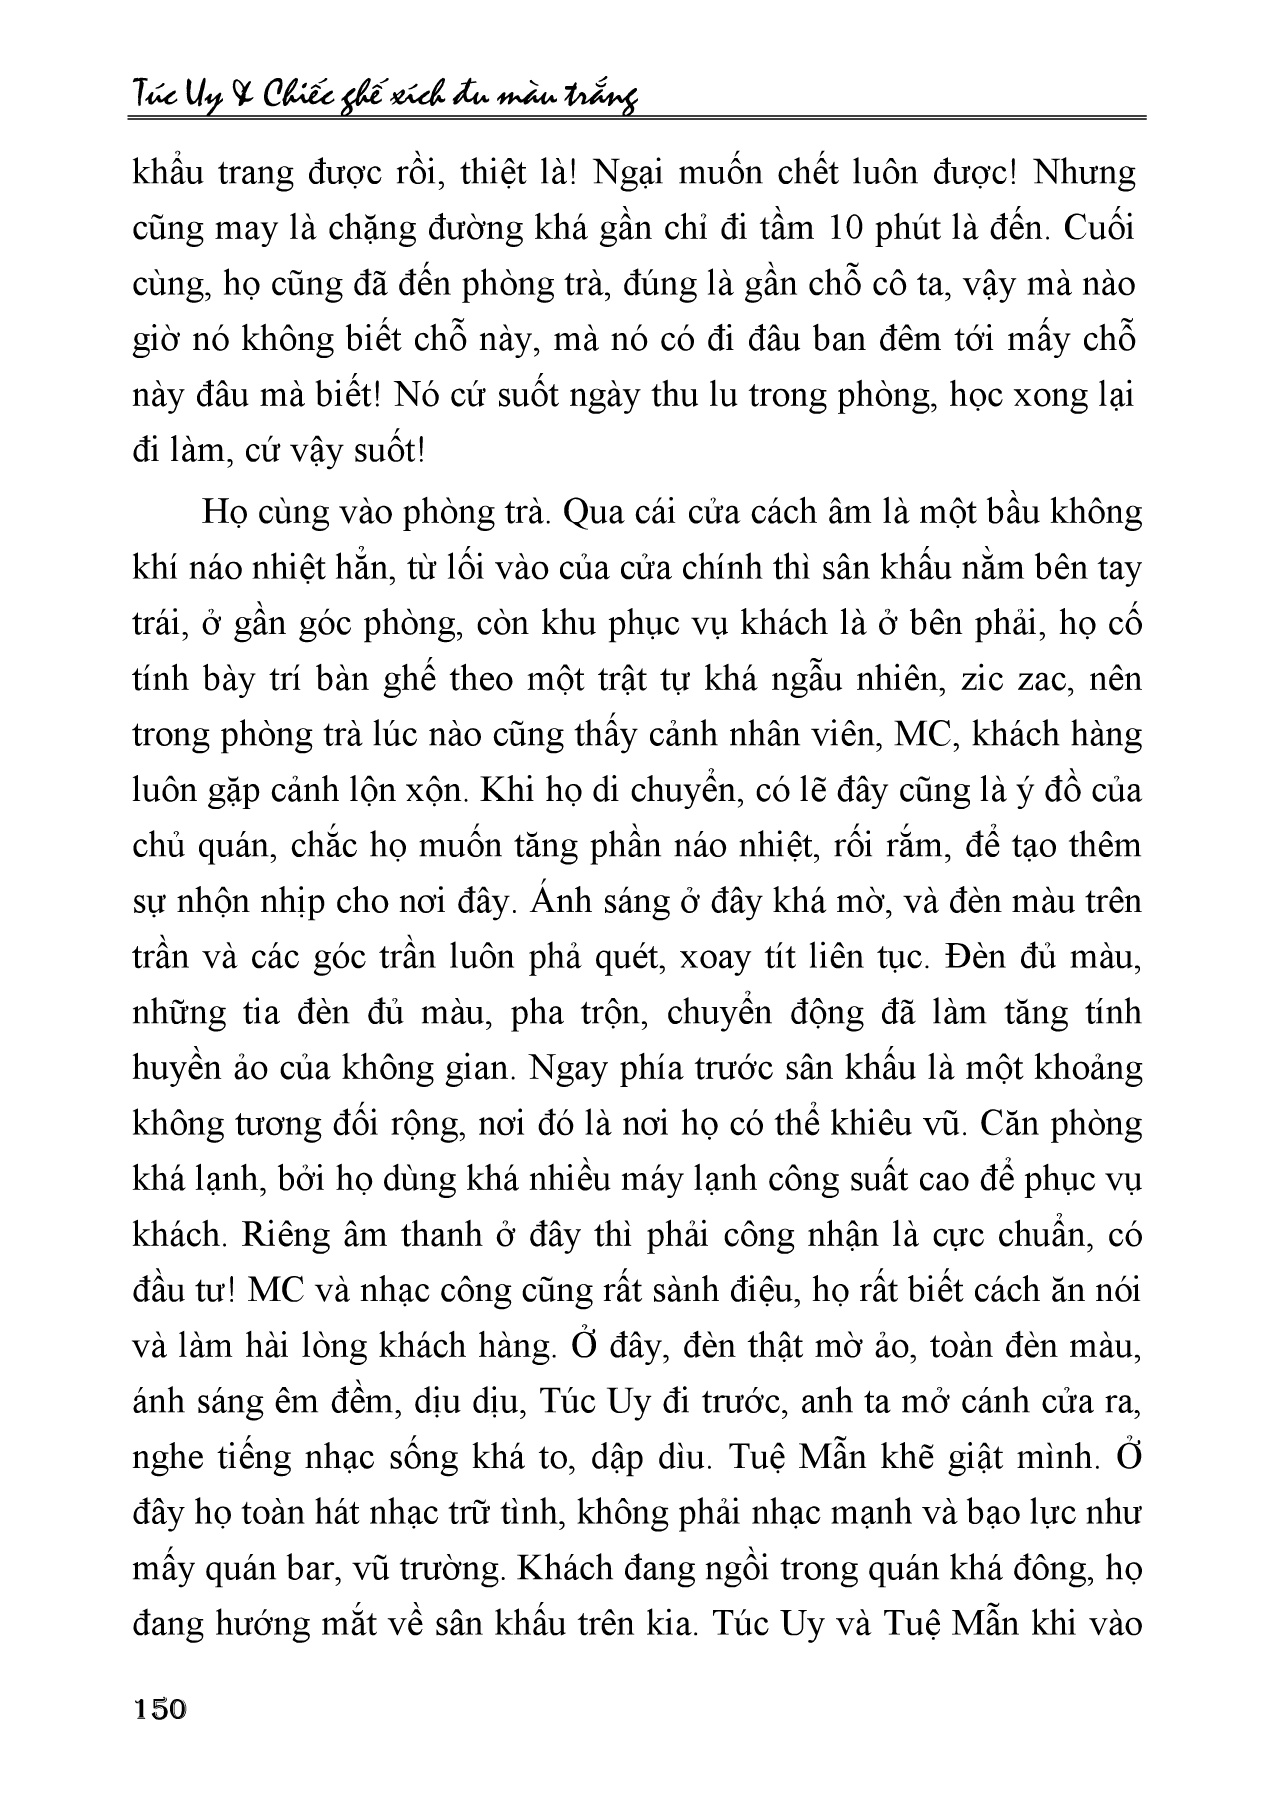 Túc Uy & Chiếc ghế xích đu màu trắng
khẩu trang được rồi, thiệt là! Ngại muốn chết luôn được! Nhưng
cũng may là chặng đường khá gần chỉ đi tầm 10 phút là đến. Cuối
cùng, họ cũng đã đến phòng trà, đúng là gần chỗ cô ta, vậy mà nào
giờ nó không biết chỗ này, mà nó có đi đâu ban đêm tới mấy chỗ
này đâu mà biết! Nó cứ suốt ngày thu lu trong phòng, học xong lại
đi làm, cứ vậy suốt!
Họ cùng vào phòng trà. Qua cái cửa cách âm là một bầu không
khí náo nhiệt hẳn, từ lối vào của cửa chính thì sân khấu nằm bên tay
trái, ở gần góc phòng, còn khu phục vụ khách là ở bên phải, họ cố
tính bày trí bàn ghế theo một trật tự khá ngẫu nhiên, zic zac, nên
trong phòng trà lúc nào cũng thấy cảnh nhân viên, MC, khách hàng
luôn gặp cảnh lộn xộn. Khi họ di chuyển, có lẽ đây cũng là ý đồ của
chủ quán, chắc họ muốn tăng phần náo nhiệt, rối rắm, để tạo thêm
sự nhộn nhịp cho nơi đây. Ánh sáng ở đây khá mờ, và đèn màu trên
trần và các góc trần luôn phả quét, xoay tít liên tục. Đèn đủ màu,
những tia đèn đủ màu, pha trộn, chuyển động đã làm tăng tính
huyền ảo của không gian. Ngay phía trước sân khấu là một khoảng
không tương đối rộng, nơi đó là nơi họ có thể khiêu vũ. Căn phòng
khá lạnh, bởi họ dùng khá nhiều máy lạnh công suất cao để phục vụ
khách. Riêng âm thanh ở đây thì phải công nhận là cực chuẩn, có
đầu tư! MC và nhạc công cũng rất sành điệu, họ rất biết cách ăn nói
và làm hài lòng khách hàng. Ở đây, đèn thật mờ ảo, toàn đèn màu,
ánh sáng êm đềm, dịu dịu, Túc Uy đi trước, anh ta mở cánh cửa ra,
nghe tiếng nhạc sống khá to, dập dìu. Tuệ Mẫn khẽ giật mình. Ở
đây họ toàn hát nhạc trữ tình, không phải nhạc mạnh và bạo lực như
mấy quán bar, vũ trường. Khách đang ngồi trong quán khá đông, họ
đang hướng mắt về sân khấu trên kia. Túc Uy và Tuệ Mẫn khi vào
150